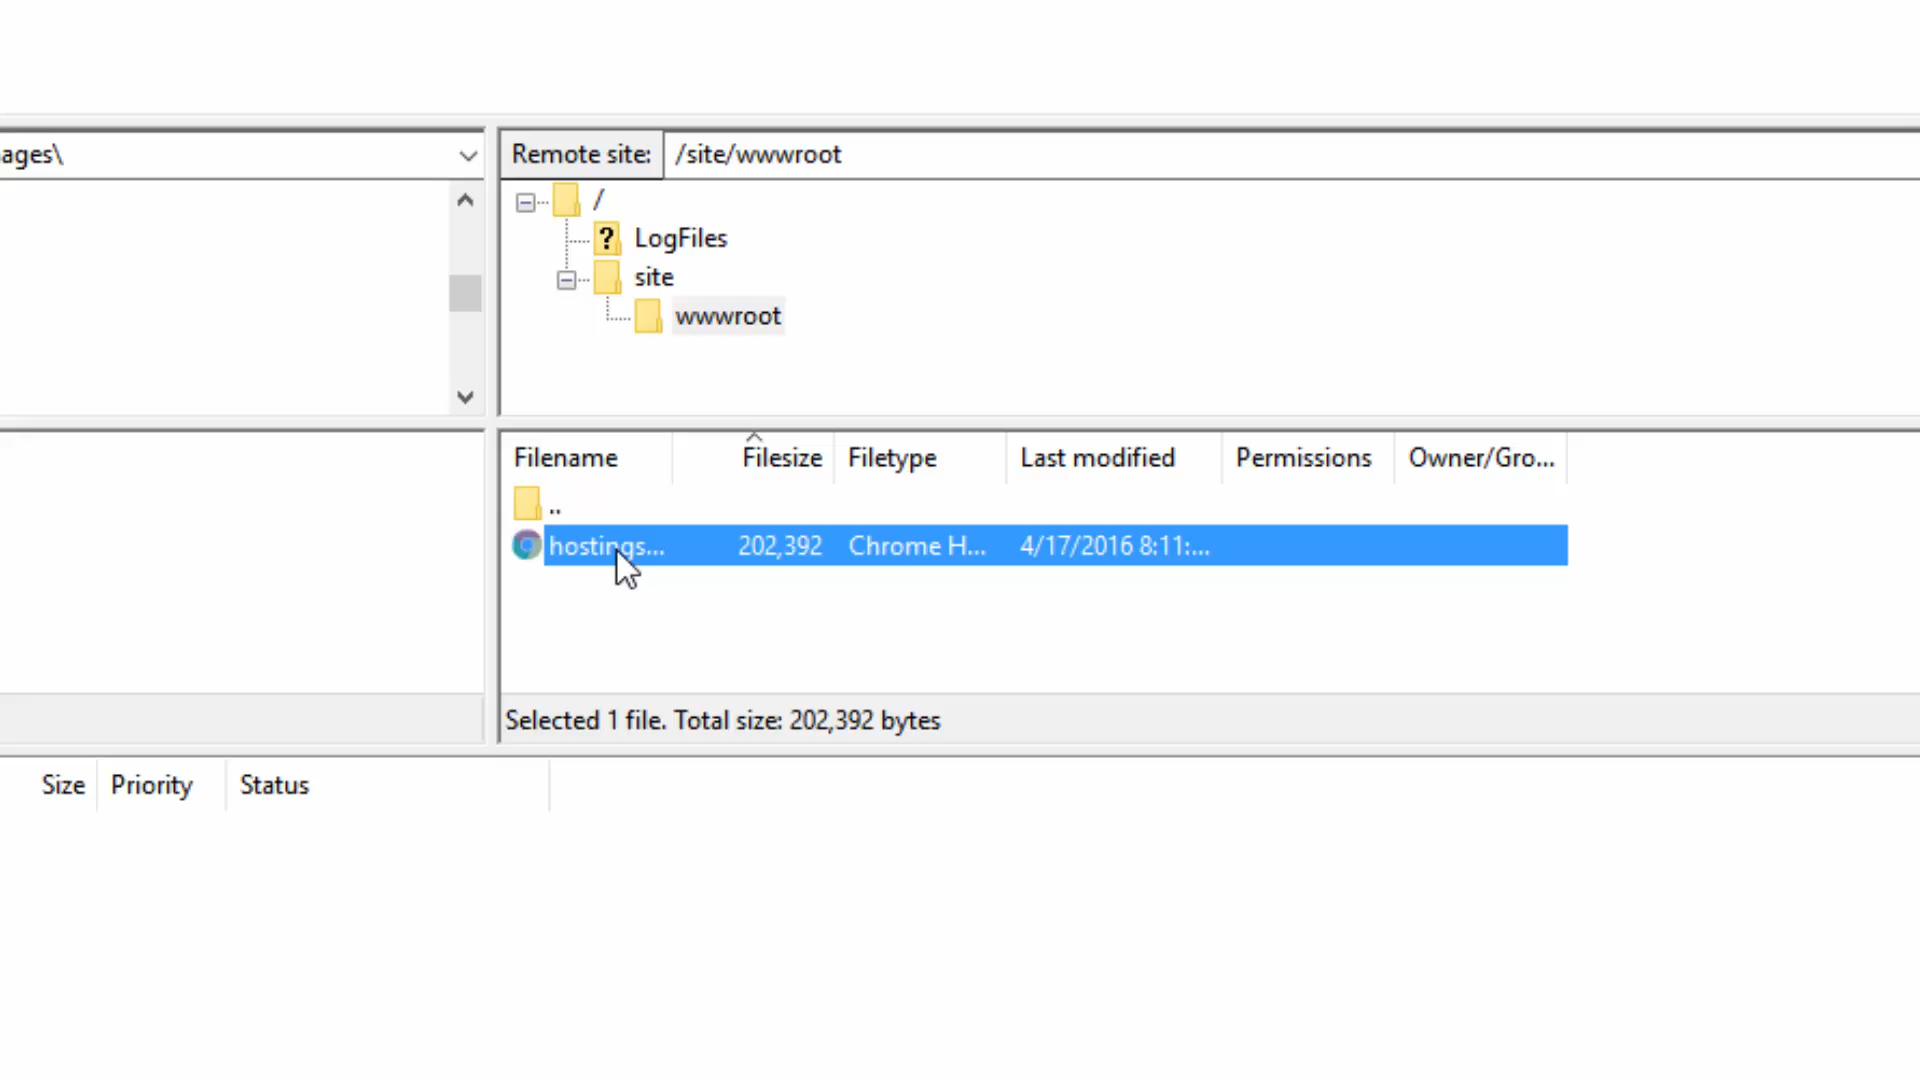 ages\
Remote site: /site/wwwroot
/
LogFiles
site
wwwroot
Filename Filesize Filetype Last modified Permissions Owner/Gro...
..
hostings... 202,392 Chrome H... 4/17/2016 8:11:...
Selected 1 file. Total size: 202,392 bytes
Size Priority Status